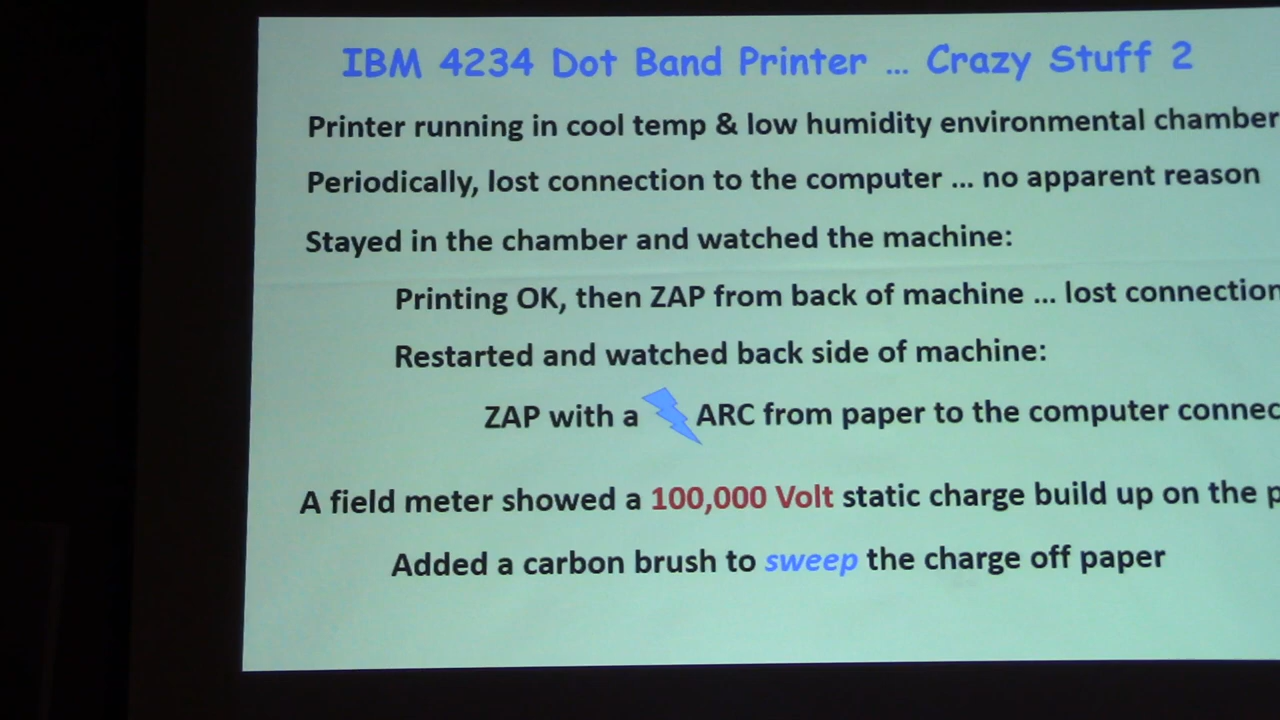 IBM 4234 Dot Band Printer ... Crazy Stuff 2
Printer running in cool temp & low humidity environmental chamber
Periodically, lost connection to the computer ... no apparent reason
Stayed in the chamber and watched the machine:
Printing OK, then ZAP from back of machine ... lost connection
Restarted and watched back side of machine:
ZAP with a ARC from paper to the computer connec
A field meter showed a 100,000 Volt static charge build up on the p
Added a carbon brush to sweep the charge off paper